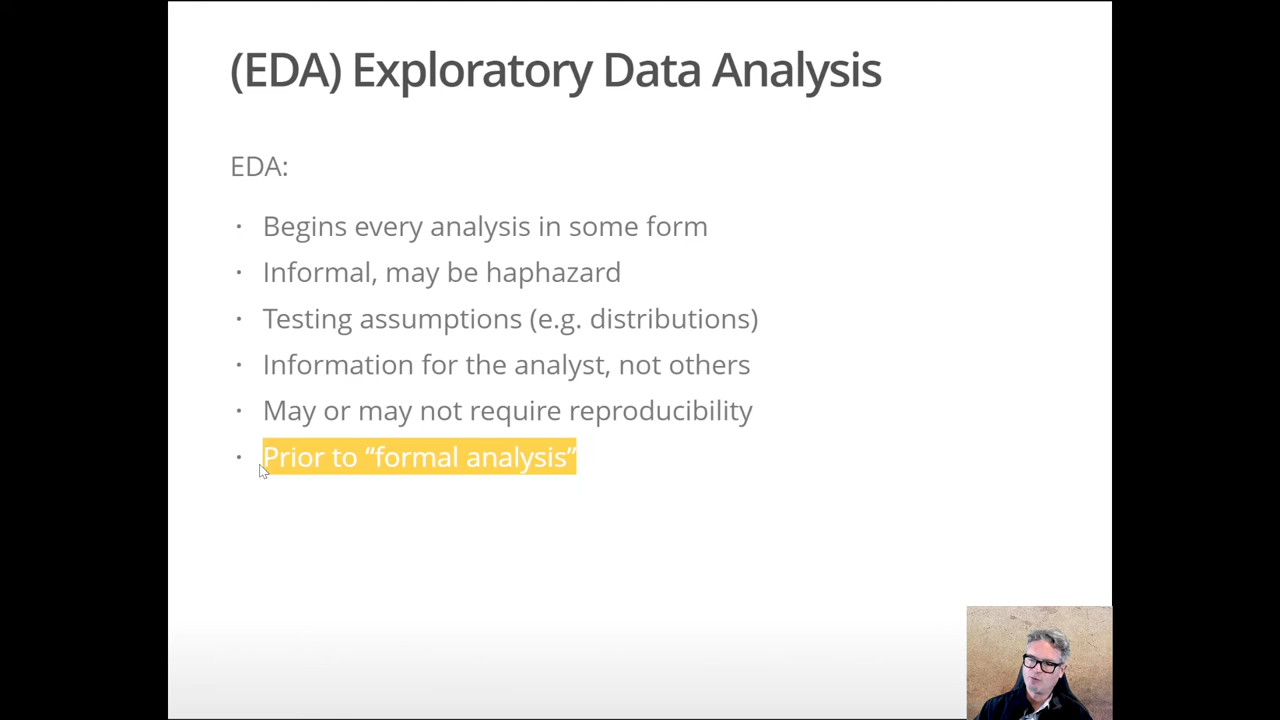 (EDA) Exploratory Data Analysis
EDA:
· Begins every analysis in some form
· Informal, may be haphazard
· Testing assumptions (e.g. distributions)
· Information for the analyst, not others
· May or may not require reproducibility
· Prior to “formal analysis”